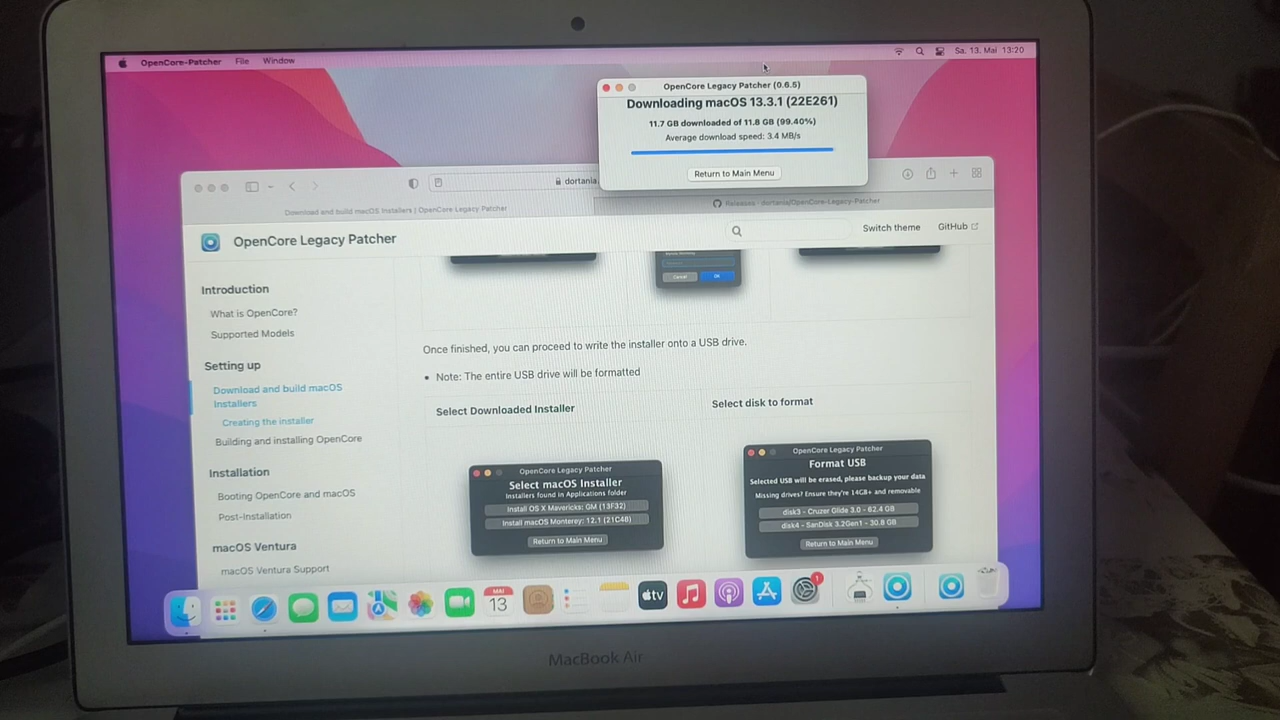 OpenCore-Patcher File Window
Sa. 13. Mai 13:20
OpenCore Legacy Patcher (0.6.5)
Downloading macOS 13.3.1 (22E261)
11.7 GB downloaded of 11.8 GB (99.40%)
Average download speed: 3.4 MB/s
Return to Main Menu
dortania
Download and build macOS Installers | OpenCore Legacy Patcher
Releases · dortania/OpenCore-Legacy-Patcher
OpenCore Legacy Patcher
Switch theme
GitHub
Cancel
OK
Introduction
What is OpenCore?
Supported Models
Setting up
Download and build macOS
Installers
Creating the installer
Building and installing OpenCore
Installation
Booting OpenCore and macOS
Post-Installation
macOS Ventura
macOS Ventura Support
Once finished, you can proceed to write the installer onto a USB drive.
• Note: The entire USB drive will be formatted
Select Downloaded Installer
Select disk to format
OpenCore Legacy Patcher
Select macOS Installer
Installers found in Applications folder
Install OS X Mavericks: GM (13F32)
Install macOS Monterey: 12.1 (21C48)
Return to Main Menu
OpenCore Legacy Patcher
Format USB
Selected USB will be erased, please backup your data
Missing drives? Ensure they're 14GB+ and removable
disk3 - Cruzer Glide 3.0 - 62.4 GB
disk4 - SanDisk 3.2Gen1 - 30.8 GB
Return to Main Menu
MAI
13
tv
1
MacBook Air